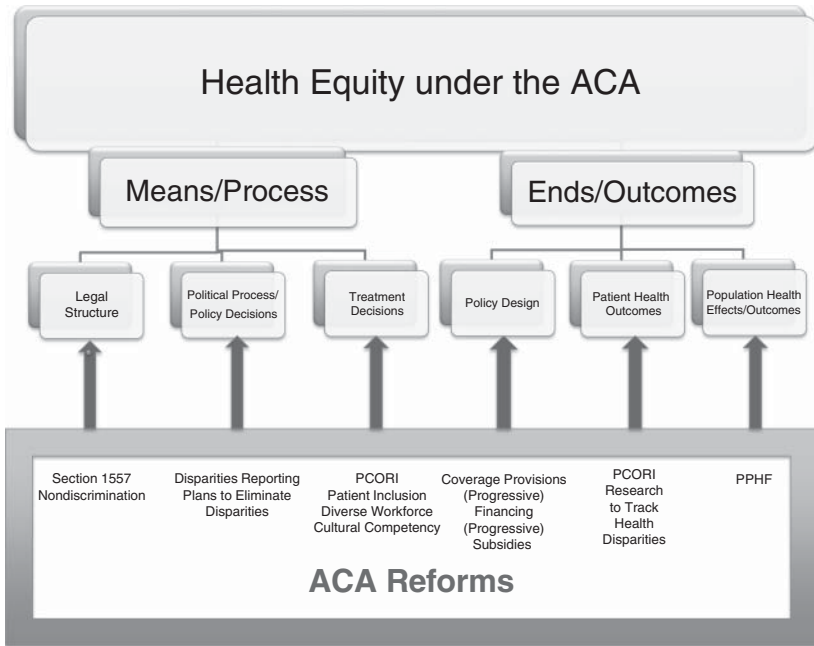 Health Equity under the ACA
Means/Process
Ends/Outcomes
Legal
Structure
Political Process/
Policy Decisions
Treatment
Decisions
Policy Design
Patient Health
Outcomes
Population Health
Effects/Outcomes
Section 1557
Nondiscrimination
Disparities Reporting
Plans to Eliminate
Disparities
PCORI
Patient Inclusion
Diverse Workforce
Cultural Competency
Coverage Provisions
(Progressive)
Financing
(Progressive)
Subsidies
PCORI
Research
to Track
Health
Disparities
PPHF
ACA Reforms